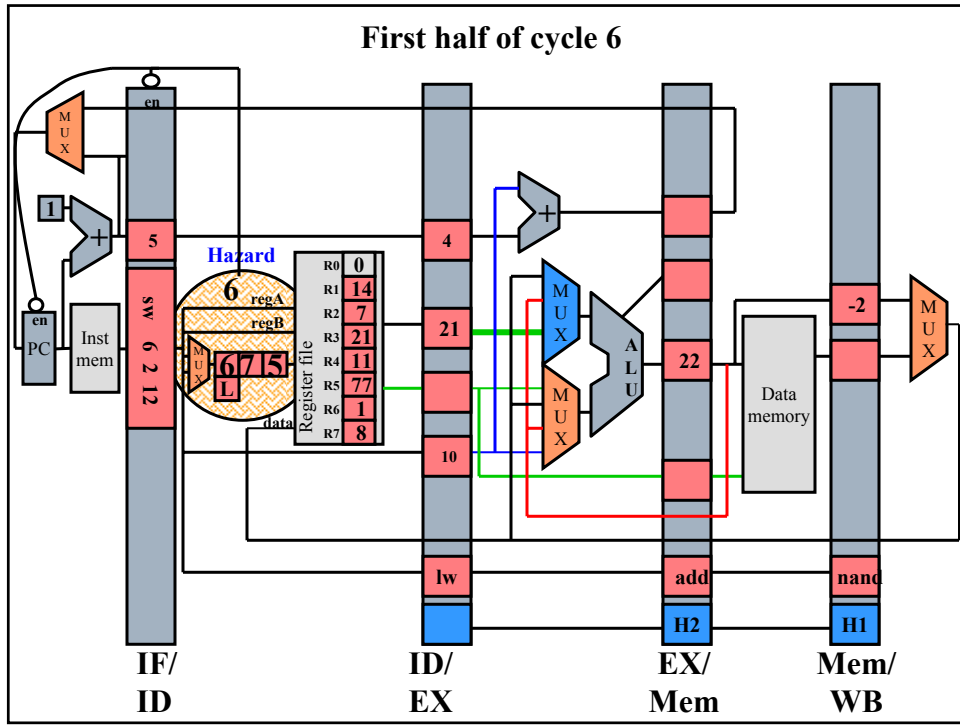 First half of cycle 6
en
M U X
1
+
+
5
4
Hazard
6
regA
regB
M U X
6 7 5
L
data
sw 6 2 12
en
PC
Inst mem
Register file
R0 0
R1 14
R2 7
R3 21
R4 11
R5 77
R6 1
R7 8
21
10
M U X
M U X
A L U
22
Data memory
-2
M U X
lw
add
nand
H2
H1
IF/ ID
ID/ EX
EX/ Mem
Mem/ WB